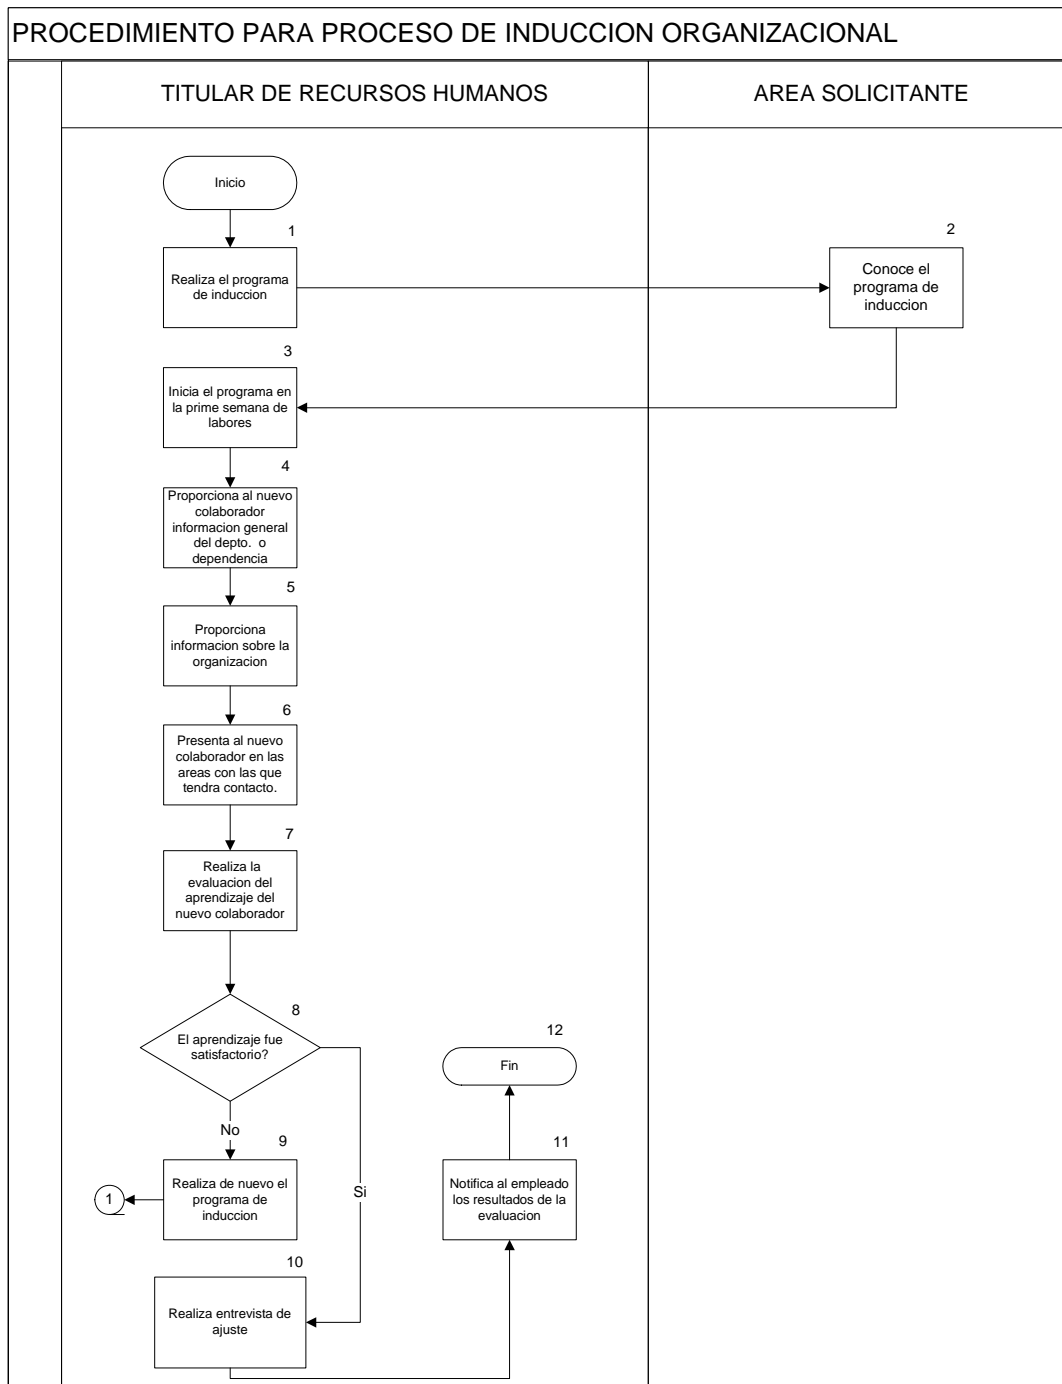 PROCEDIMIENTO PARA PROCESO DE INDUCCION ORGANIZACIONAL
TITULAR DE RECURSOS HUMANOS
AREA SOLICITANTE
Inicio
1
Realiza el programa
de induccion
2
Conoce el
programa de
induccion
3
Inicia el programa en
la prime semana de
labores
4
Proporciona al nuevo
colaborador
informacion general
del depto. o
dependencia
5
Proporciona
informacion sobre la
organizacion
6
Presenta al nuevo
colaborador en las
areas con las que
tendra contacto.
7
Realiza la
evaluacion del
aprendizaje del
nuevo colaborador
8
El aprendizaje fue
satisfactorio?
No
Si
9
Realiza de nuevo el
programa de
induccion
1
10
Realiza entrevista de
ajuste
11
Notifica al empleado
los resultados de la
evaluacion
12
Fin